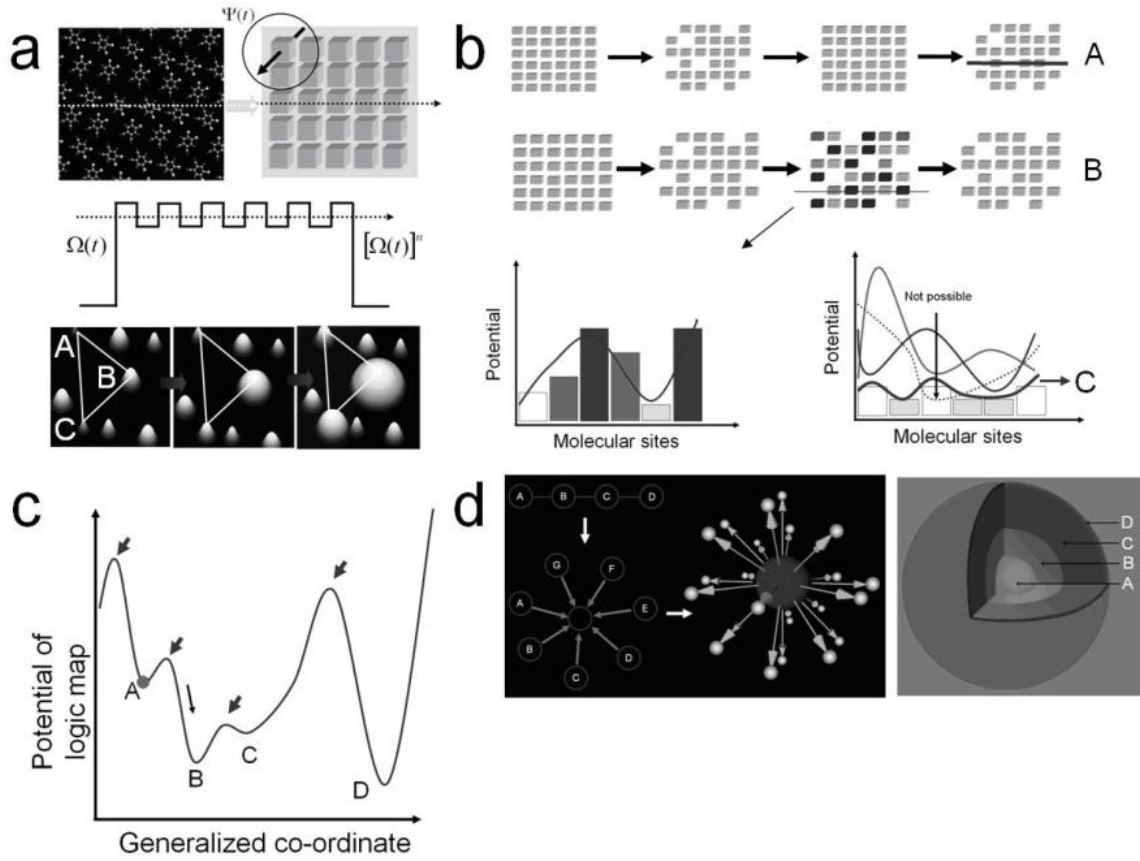 a
Ψ(t)
Ω(t)
[Ω(t)]ⁿ
A
B
C
b
A
B
Potential
Molecular sites
Potential
Not possible
C
Molecular sites
c
Potential of
logic map
A
B
C
D
Generalized co-ordinate
d
A B C D
G F
A E
B D
C
D
C
B
A